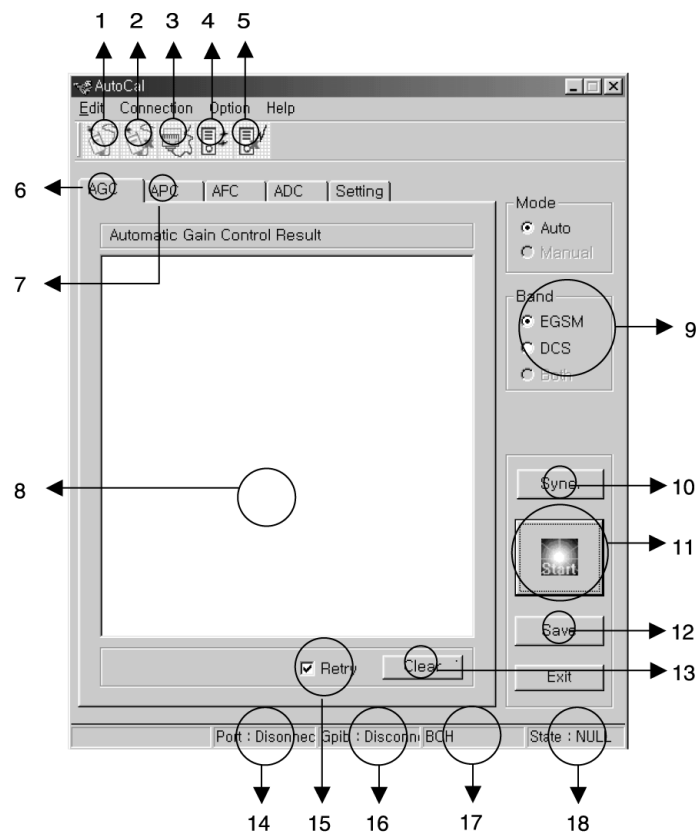 1 2 3 4 5
AutoCal
Edit Connection Option Help
6
AGC APC AFC ADC Setting
7
Automatic Gain Control Result
Mode
Auto
Manual
Band
EGSM
DCS
Both
9
8
Sync.
10
Start
11
Save
12
Retry
Clear
13
Exit
Port : Disonnec Gpib : Disconne BCH State : NULL
14 15 16 17 18